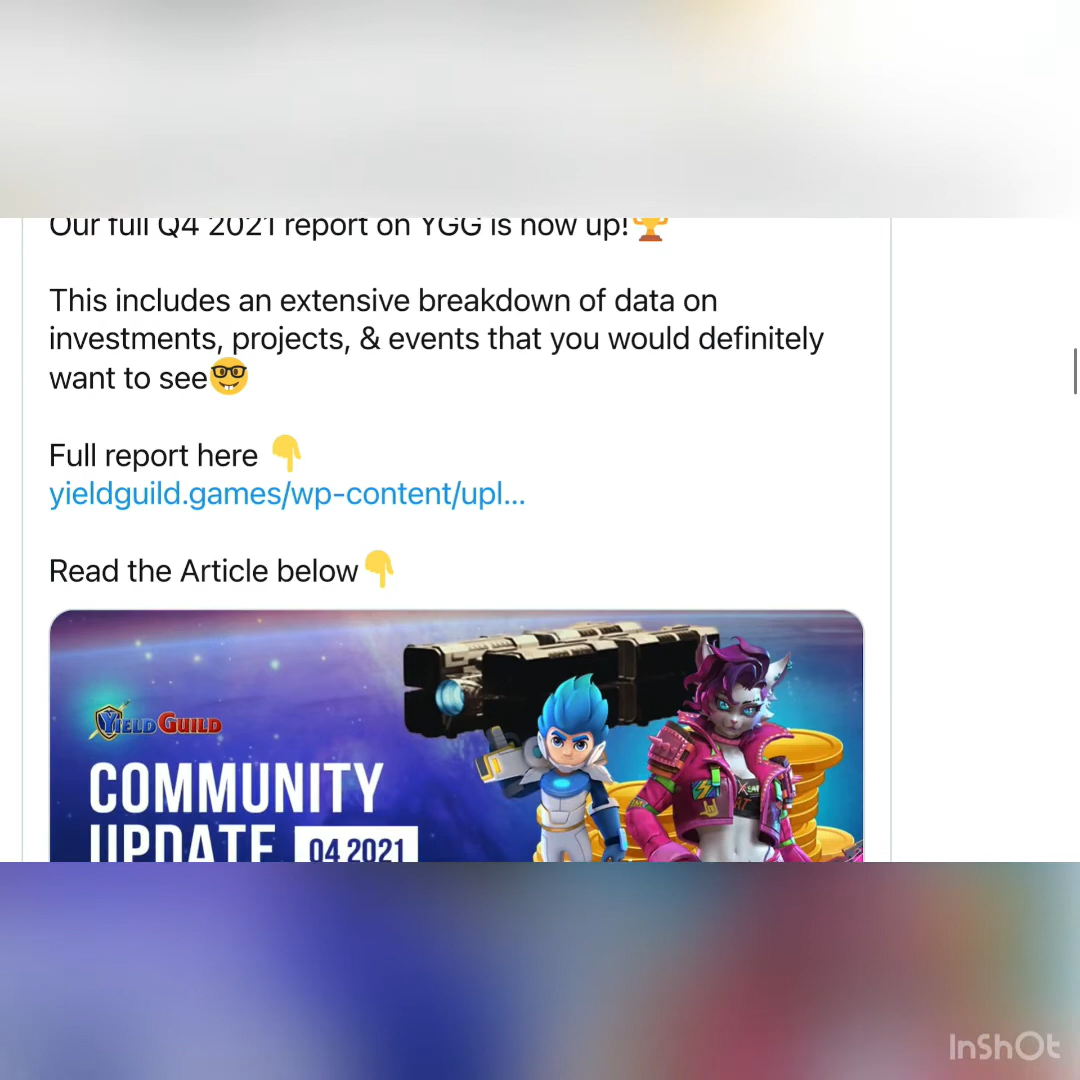 Our full Q4 2021 report on YGG is now up!🏆
This includes an extensive breakdown of data on
investments, projects, & events that you would definitely
want to see🤓
Full report here 👇
yieldguild.games/wp-content/upl...
Read the Article below👇
YIELD GUILD
COMMUNITY
UPDATE Q4 2021
InShOt